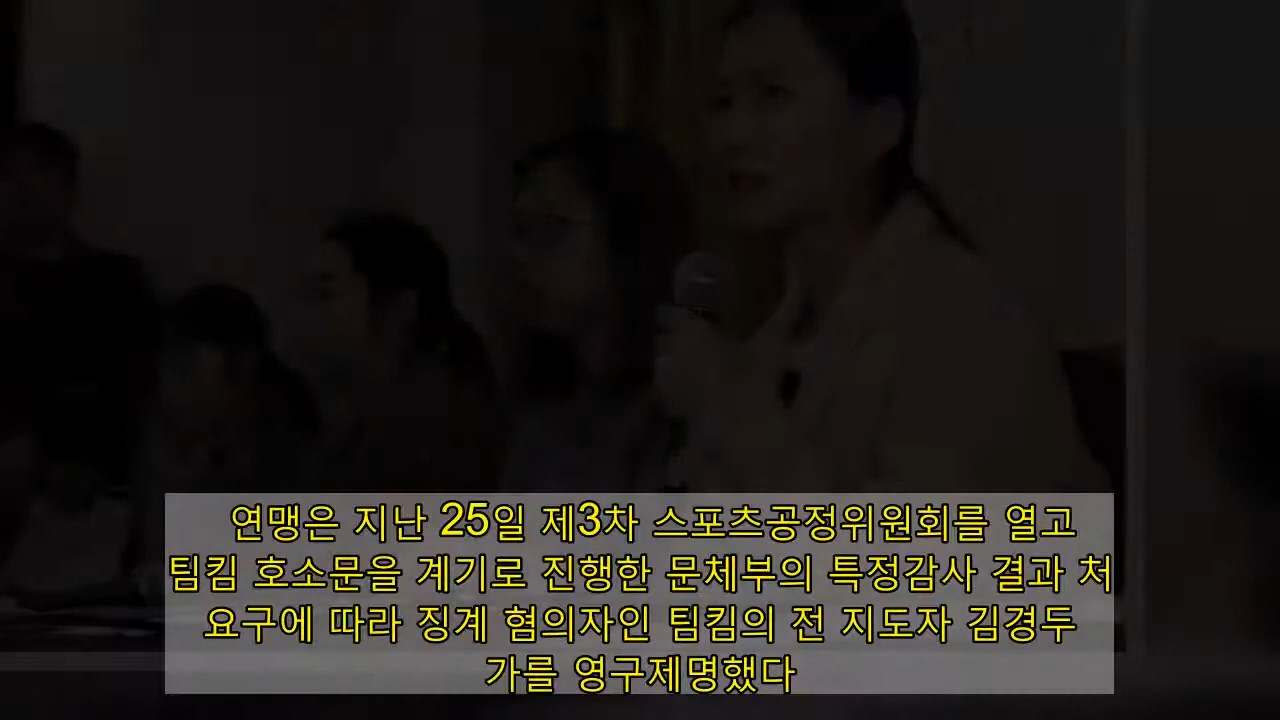 연맹은 지난 25일 제3차 스포츠공정위원회를 열고
팀킴 호소문을 계기로 진행한 문체부의 특정감사 결과 처
요구에 따라 징계 혐의자인 팀킴의 전 지도자 김경두
가를 영구제명했다